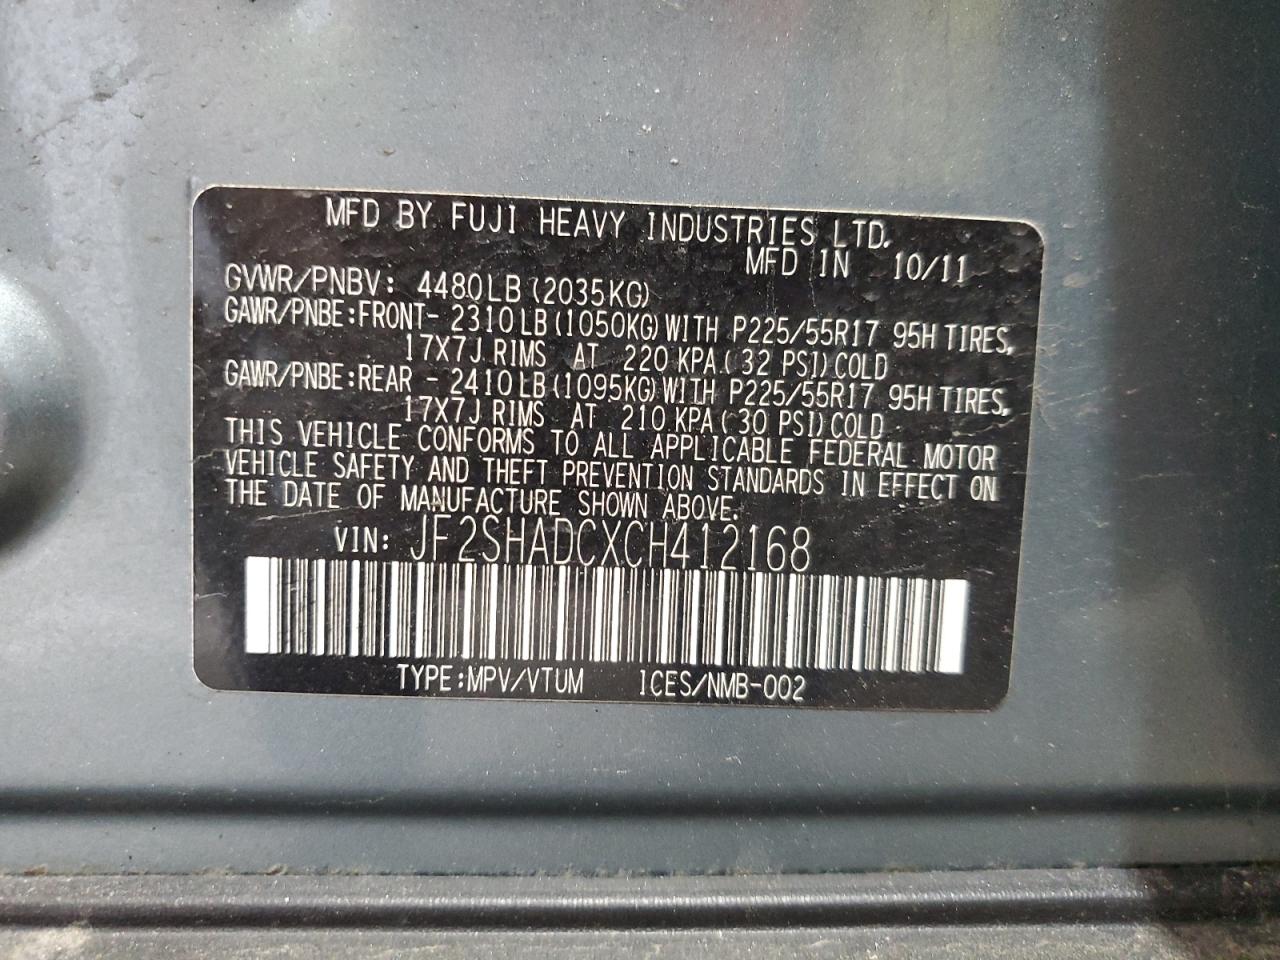 MFD BY FUJI HEAVY INDUSTRIES LTD.
MFD IN 10/11
GVWR/PNBV: 4480LB(2035KG)
GAWR/PNBE:FRONT- 2310LB(1050KG)WITH P225/55R17 95H TIRES,
17X7J RIMS AT 220 KPA( 32 PSI)COLD
GAWR/PNBE:REAR - 2410LB(1095KG)WITH P225/55R17 95H TIRES,
17X7J RIMS AT 210 KPA( 30 PSI)COLD
THIS VEHICLE CONFORMS TO ALL APPLICABLE FEDERAL MOTOR
VEHICLE SAFETY AND THEFT PREVENTION STANDARDS IN EFFECT ON
THE DATE OF MANUFACTURE SHOWN ABOVE.
VIN: JF2SHADCXCH412168
TYPE:MPV/VTUM ICES/NMB-002